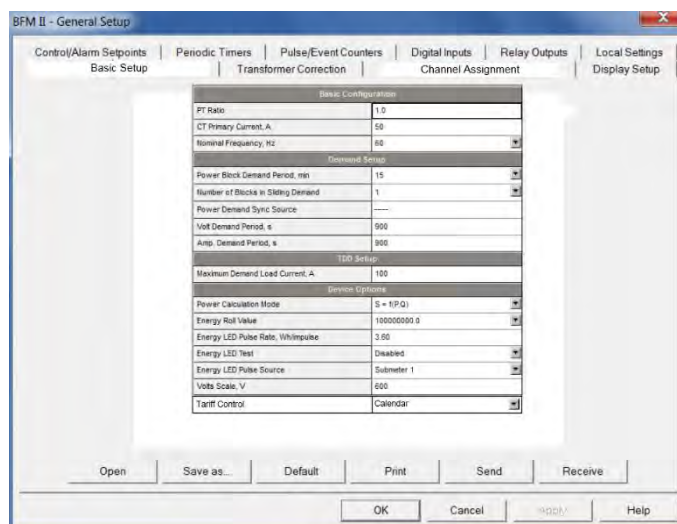 BFM II - General Setup
Control/Alarm Setpoints | Periodic Timers | Pulse/Event Counters | Digital Inputs | Relay Outputs | Local Settings
Basic Setup | Transformer Correction | Channel Assignment | Display Setup
Basic Configuration
PT Ratio 1.0
CT Primary Current, A 50
Nominal Frequency, Hz 60
Demand Setup
Power Block Demand Period, min 15
Number of Blocks in Sliding Demand 1
Power Demand Sync Source -----
Volt Demand Period, s 900
Amp. Demand Period, s 900
TDD Setup
Maximum Demand Load Current, A 100
Device Options
Power Calculation Mode S = f(P,Q)
Energy Roll Value 100000000.0
Energy LED Pulse Rate, Wh/impulse 3.60
Energy LED Test Disabled
Energy LED Pulse Source Submeter 1
Volts Scale, V 600
Tariff Control Calendar
Open Save as... Default Print Send Receive
OK Cancel Apply Help